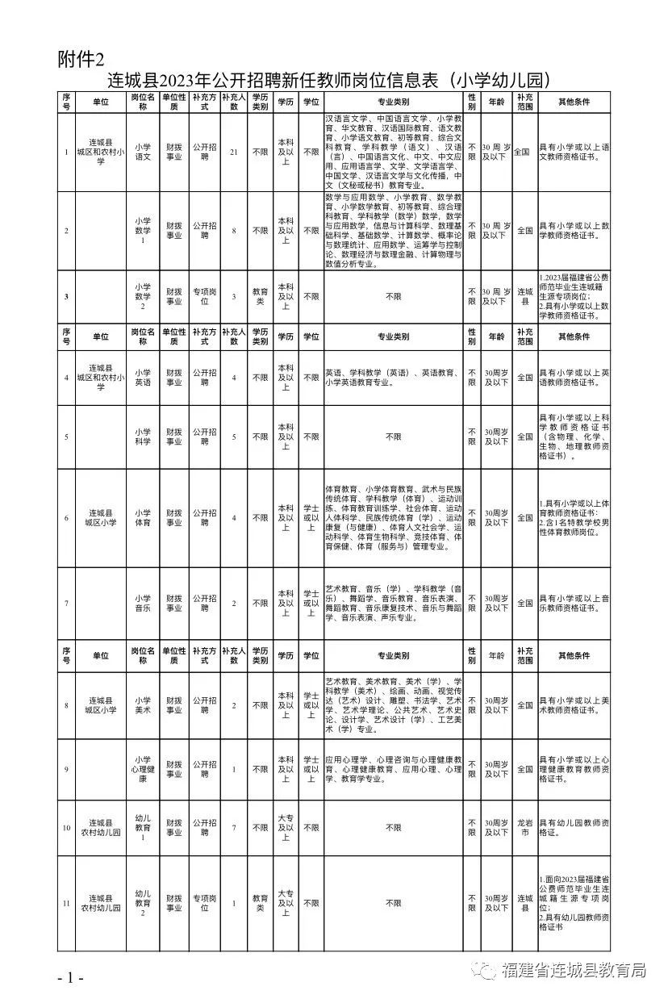 附件2
连城县2023年公开招聘新任教师岗位信息表（小学幼儿园）
序号 单位 岗位名称 单位性质 补充方式 补充人数 学历类别 学历 学位 专业类别 性别 年龄 补充范围 其他条件
1 连城县城区和农村小学 小学语文 财拨事业 公开招聘 21 不限 本科及以上 不限 汉语言文学、中国语言文学、小学教育、华文教育、汉语国际教育、语文教育、小学语文教育、初等教育、综合文科教育、学科教学（语文）、汉语（言）、中国语言文化、中文、中文应用、应用语言学、文学、文学语言学、中国文学、汉语言文学与文化传播，中文（文秘或秘书）教育专业。 不限 30周岁及以下 全国 具有小学或以上语文教师资格证书。
2 小学数学1 财拨事业 公开招聘 8 不限 本科及以上 不限 数学与应用数学、小学教育、数学教育、小学数学教育、初等教育、综合理科教育、学科教学（数学）数学，数学与应用数学，信息与计算科学、数理基础科学、基础数学、计算数学、概率论与数理统计、应用数学、运筹学与控制论、数理经济与数理金融、计算物理与数值分析专业。 不限 30周岁及以下 全国 具有小学或以上数学教师资格证书。
3 小学数学2 财拨事业 专项岗位 3 教育类 本科及以上 不限 不限 不限 30周岁及以下 连城县 1.2023届福建省公费师范毕业生连城籍生源专项岗位；2.具有小学或以上数学教师资格证书。
序号 单位 岗位名称 单位性质 补充方式 补充人数 学历类别 学历 学位 专业类别 性别 年龄 补充范围 其他条件
4 连城县城区和农村小学 小学英语 财拨事业 公开招聘 4 不限 本科及以上 不限 英语、学科教学（英语）、英语教育、小学英语教育专业。 不限 30周岁及以下 全国 具有小学或以上英语教师资格证书。
5 小学科学 财拨事业 公开招聘 5 不限 本科及以上 不限 不限 不限 30周岁及以下 全国 具有小学或以上科学教师资格证书（含物理、化学、生物、地理教师资格证书）。
6 连城县城区小学 小学体育 财拨事业 公开招聘 4 不限 本科及以上 学士或以上 体育教育、小学体育教育、武术与民族传统体育、学科教学（体育）、运动训练、体育教育训练学、社会体育、运动人体科学、民族传统体育（学）、运动康复（与健康）、体育人文社会学、运动科学、体育生物科学、竞技体育、体育保健、体育（服务与）管理专业。 不限 30周岁及以下 全国 1.具有小学或以上体育教师资格证书：2.含1名特教学校男性体育教师岗位。
7 小学音乐 财拨事业 公开招聘 2 不限 本科及以上 学士或以上 艺术教育、音乐（学）、学科教学（音乐）、舞蹈学、音乐教育、音乐表演、舞蹈教育、音乐康复技术、音乐与舞蹈学、音乐表演、声乐专业。 不限 30周岁及以下 全国 具有小学或以上音乐教师资格证书。
序号 单位 岗位名称 单位性质 补充方式 补充人数 学历类别 学历 学位 专业类别 性别 年龄 补充范围 其他条件
8 连城县城区小学 小学美术 财拨事业 公开招聘 2 不限 本科及以上 学士或以上 艺术教育、美术教育、美术（学）、学科教学（美术）、绘画、动画、视觉传达（艺术）设计、雕塑、书法学、艺术学、艺术学理论、公共艺术、艺术史论、设计学、艺术设计（学）、工艺美术（学）专业。 不限 30周岁及以下 全国 具有小学或以上美术教师资格证书。
9 小学心理健康 财拨事业 公开招聘 1 不限 本科及以上 学士或以上 应用心理学、心理咨询与心理健康教育、心理健康教育、应用心理、心理学、教育学专业。 不限 30周岁及以下 全国 具有小学或以上心理健康教育教师资格证书。
10 连城县农村幼儿园 幼儿教育1 财拨事业 公开招聘 7 不限 大专及以上 不限 不限 不限 30周岁及以下 龙岩市 具有幼儿园教师资格证。
11 连城县农村幼儿园 幼儿教育2 财拨事业 专项岗位 1 教育类 大专及以上 不限 不限 不限 30周岁及以下 连城县 1.面向2023届福建省公费师范毕业生连城籍生源专项岗位；2.具有幼儿园教师资格证书
- 1 -
福建省连城县教育局